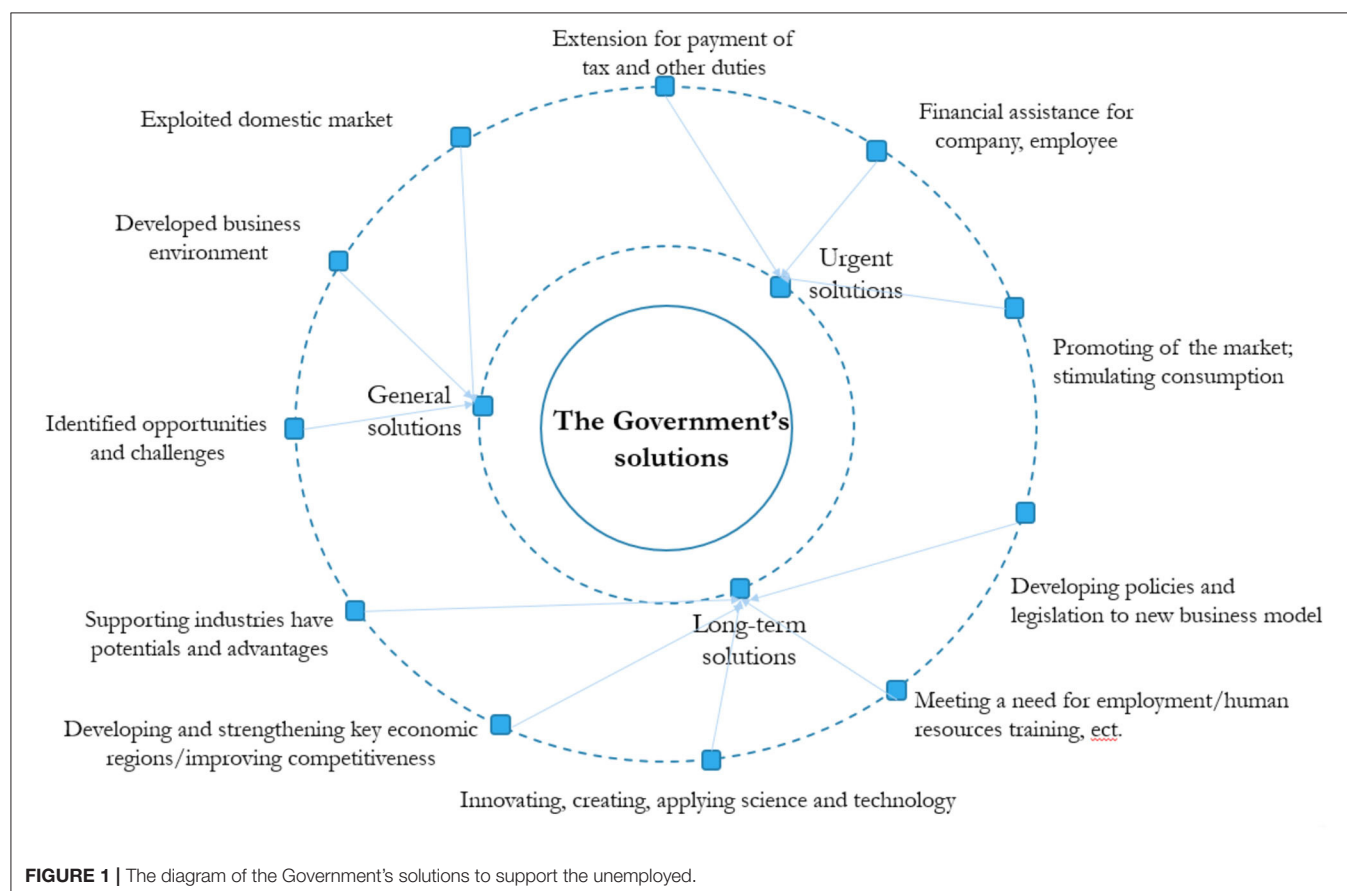 Extension for payment of
tax and other duties
Exploited domestic market
Financial assistance for
company, employee
Developed business
environment
Urgent
solutions
Promoting of the market;
stimulating consumption
General
solutions
The Government's
solutions
Identified opportunities
and challenges
Developing policies and
legislation to new business model
Supporting industries have
potentials and advantages
Long-term
solutions
Meeting a need for employment/human
resources training, ect.
Developing and strengthening key economic
regions/improving competitiveness
Innovating, creating, applying science and technology
FIGURE 1 | The diagram of the Government's solutions to support the unemployed.